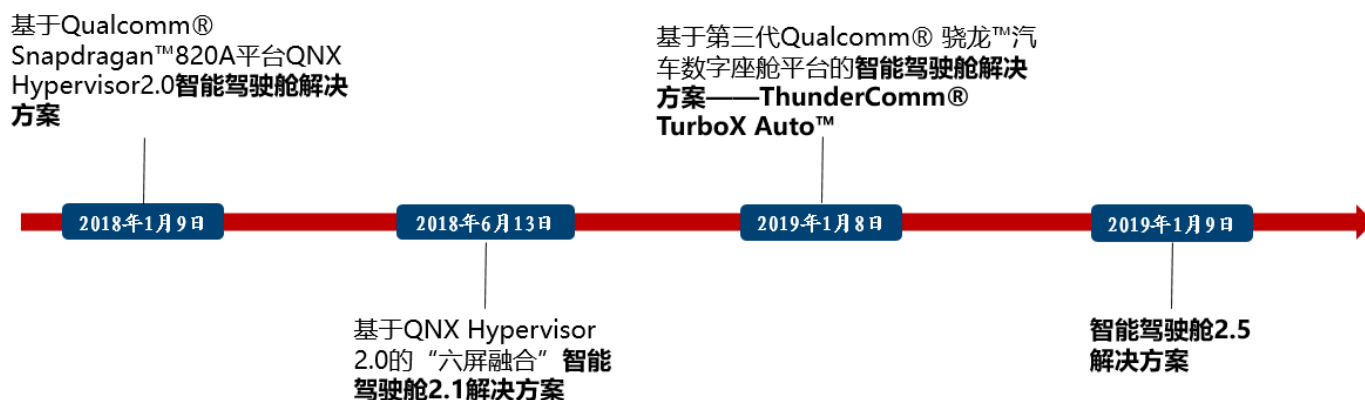 基于Qualcomm®
Snapdragan™820A平台QNX
Hypervisor2.0智能驾驶舱解决
方案
基于第三代Qualcomm® 骁龙™汽
车数字座舱平台的智能驾驶舱解决
方案——ThunderComm®
TurboX Auto™
2018年1月9日
2018年6月13日
2019年1月8日
2019年1月9日
基于QNX Hypervisor
2.0的“六屏融合”智能
驾驶舱2.1解决方案
智能驾驶舱2.5
解决方案